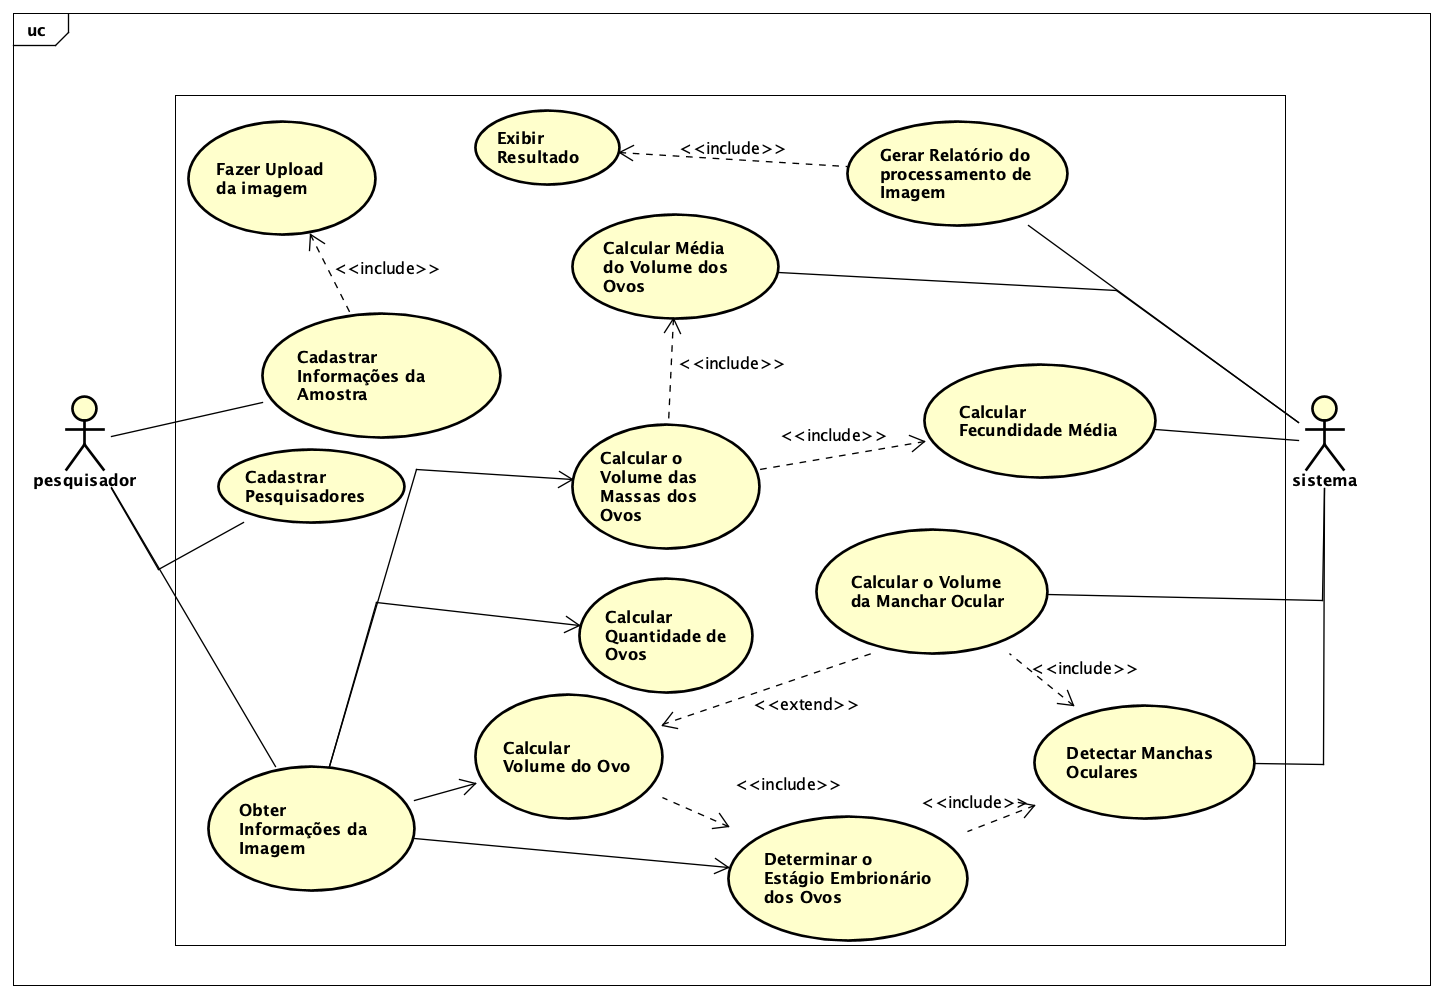 uc
Exibir
Resultado
<<include>>
Gerar Relatório do
processamento de
Imagem
Fazer Upload
da imagem
<<include>>
Calcular Média
do Volume dos
Ovos
<<include>>
Cadastrar
Informações da
Amostra
Calcular
Fecundidade Média
<<include>>
pesquisador
sistema
Cadastrar
Pesquisadores
Calcular o
Volume das
Massas dos
Ovos
Calcular o Volume
da Manchar Ocular
Calcular
Quantidade de
Ovos
<<include>>
<<extend>>
Calcular
Volume do Ovo
Detectar Manchas
Oculares
<<include>>
<<include>>
Obter
Informações da
Imagem
Determinar o
Estágio Embrionário
dos Ovos